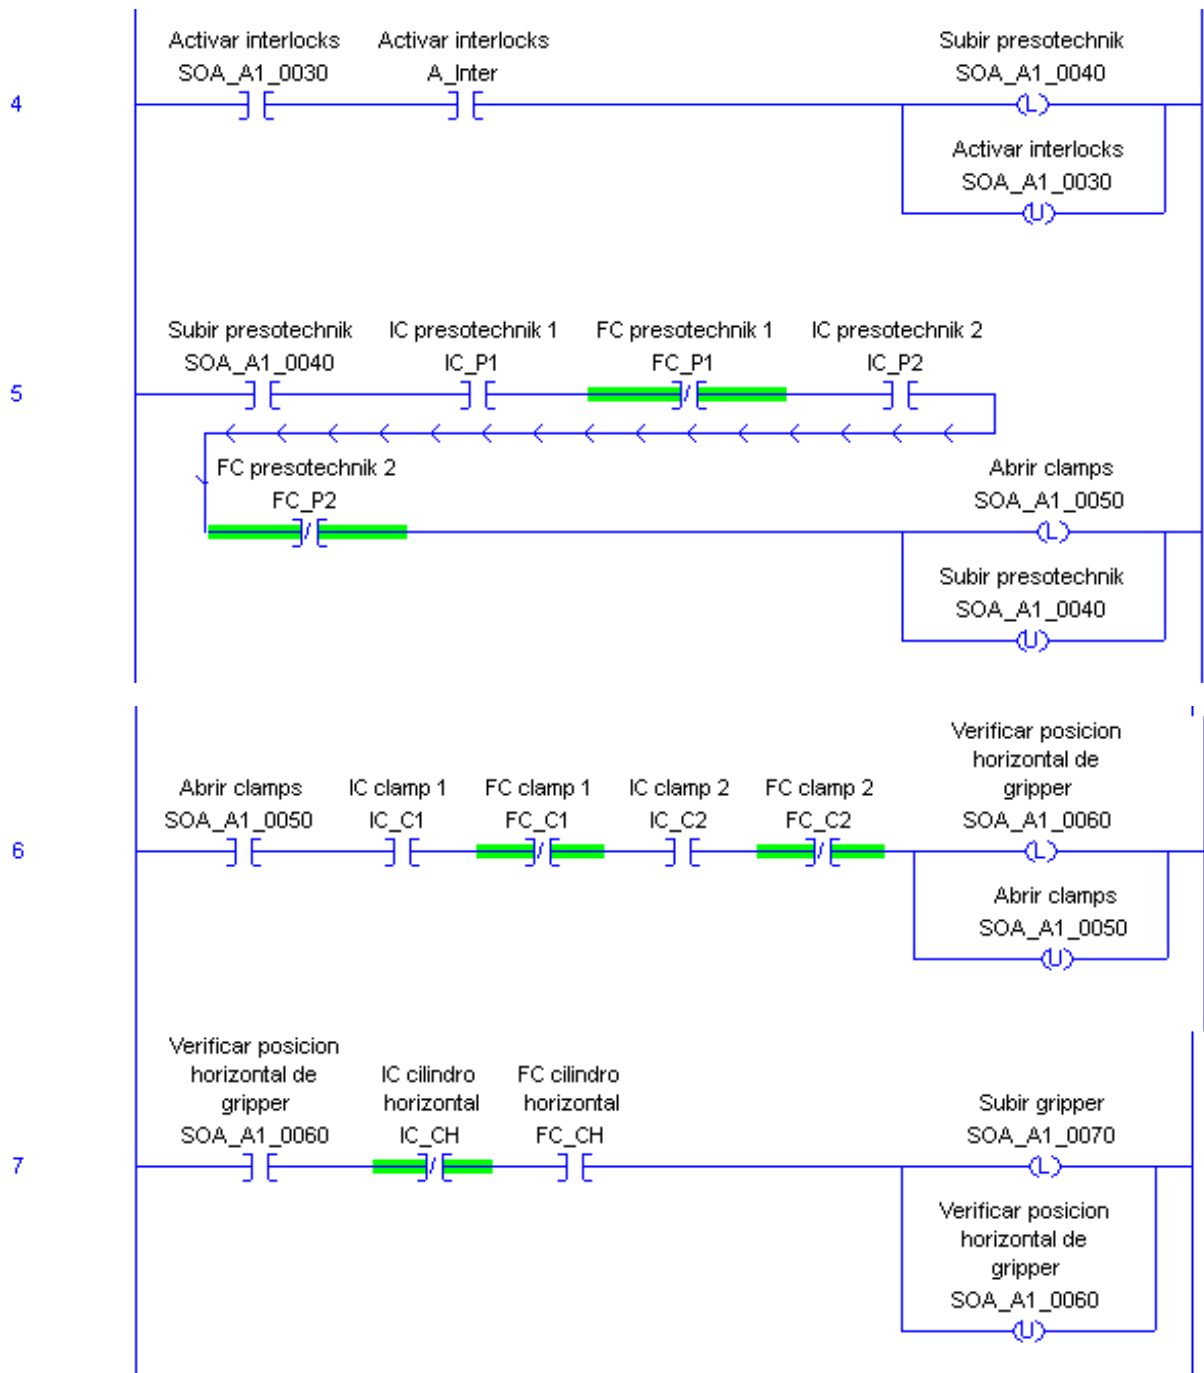 Activar interlocks Activar interlocks Subir presotechnik
SOA_A1_0030 A_Inter SOA_A1_0040
4 (L)
Activar interlocks
SOA_A1_0030
(U)
Subir presotechnik IC presotechnik 1 FC presotechnik 1 IC presotechnik 2
SOA_A1_0040 IC_P1 FC_P1 IC_P2
5 /
FC presotechnik 2 Abrir clamps
FC_P2 SOA_A1_0050
/ (L)
Subir presotechnik
SOA_A1_0040
(U)
Verificar posicion
horizontal de
Abrir clamps IC clamp 1 FC clamp 1 IC clamp 2 FC clamp 2 gripper
SOA_A1_0050 IC_C1 FC_C1 IC_C2 FC_C2 SOA_A1_0060
6 / / (L)
Abrir clamps
SOA_A1_0050
(U)
Verificar posicion
horizontal de IC cilindro FC cilindro
gripper horizontal horizontal Subir gripper
SOA_A1_0060 IC_CH FC_CH SOA_A1_0070
7 / (L)
Verificar posicion
horizontal de
gripper
SOA_A1_0060
(U)